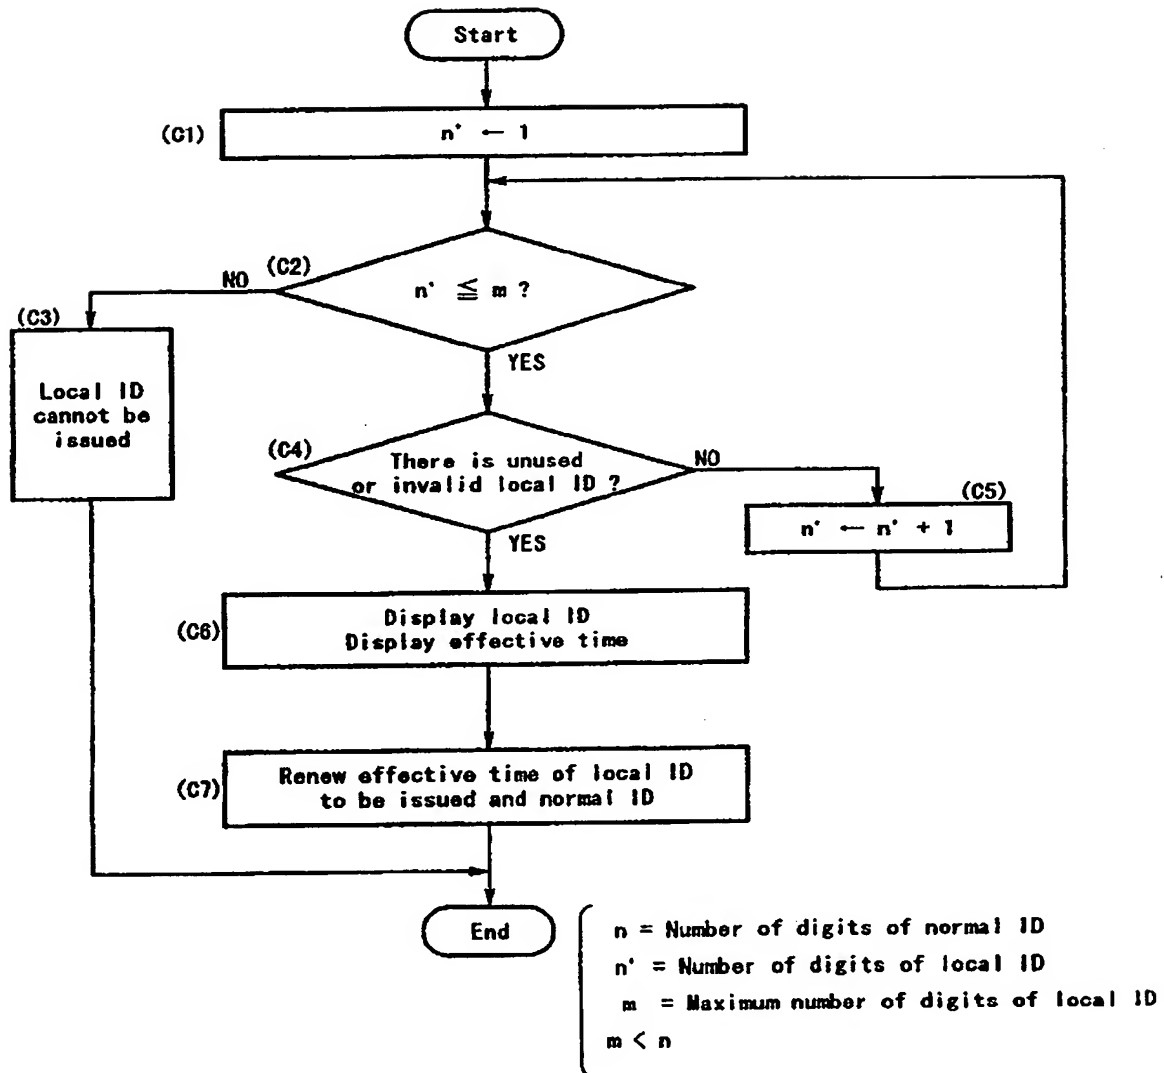 Start
(C1)
n' ← 1
(C2)
NO
n' ≦ m ?
YES
(C3)
Local ID
cannot be
issued
(C4)
There is unused
or invalid local ID ?
NO
YES
(C5)
n' ← n' + 1
(C6)
Display local ID
Display effective time
(C7)
Renew effective time of local ID
to be issued and normal ID
End
n = Number of digits of normal ID
n' = Number of digits of local ID
m = Maximum number of digits of local ID
m < n